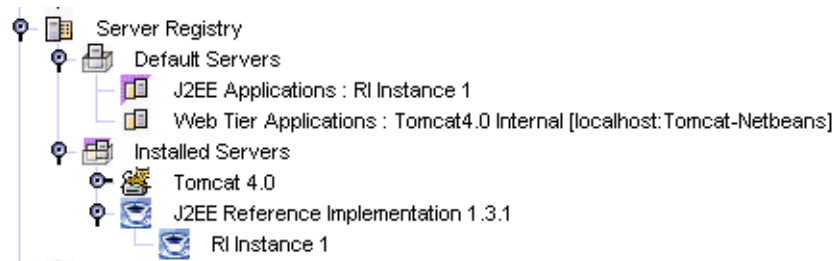 Server Registry
Default Servers
J2EE Applications : RI Instance 1
Web Tier Applications : Tomcat4.0 Internal [localhost:Tomcat-Netbeans]
Installed Servers
Tomcat 4.0
J2EE Reference Implementation 1.3.1
RI Instance 1